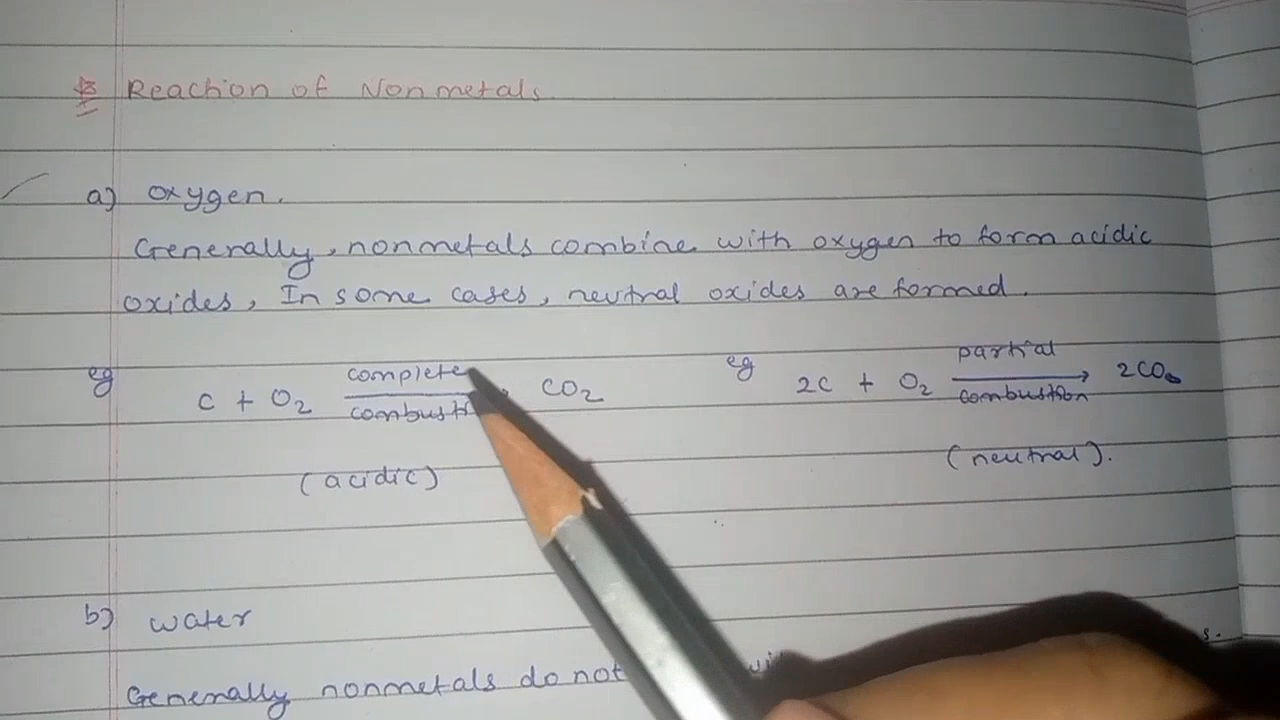 Reaction of Nonmetals
a) oxygen.
Generally, nonmetals combine with oxygen to form acidic
oxides, In some cases, neutral oxides are formed.
eg C + O2 complete combusti CO2
(acidic)
eg 2C + O2 partial combustion → 2CO
(neutral).
b) water
Generally nonmetals do not
s.